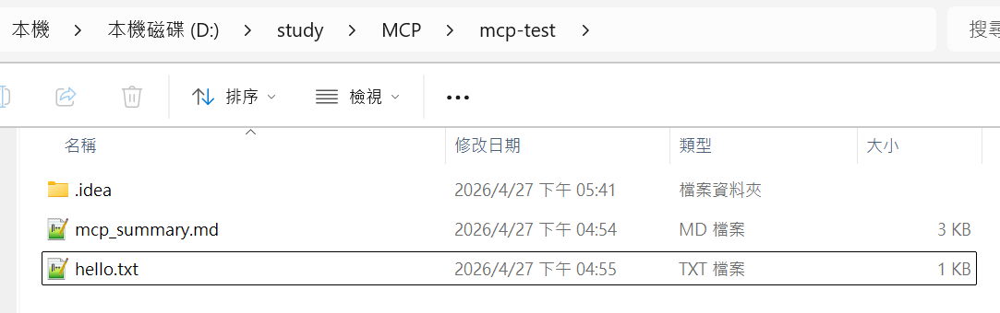 本機 > 本機磁碟 (D:) > study > MCP > mcp-test >
排序 檢視 •••
名稱 修改日期 類型 大小
.idea 2026/4/27 下午 05:41 檔案資料夾
mcp_summary.md 2026/4/27 下午 04:54 MD 檔案 3 KB
hello.txt 2026/4/27 下午 04:55 TXT 檔案 1 KB